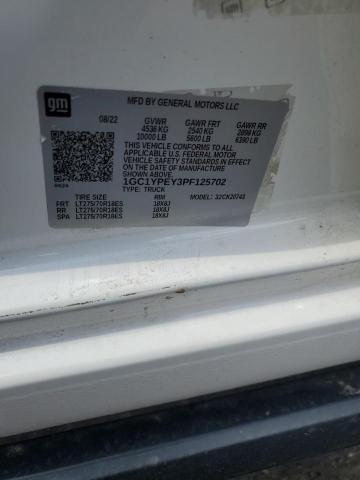 gm
MFD BY GENERAL MOTORS LLC
08/22 GVWR GAWR FRT GAWR RR
4536 KG 2540 KG 2898 KG
10000 LB 5600 LB 6390 LB
THIS VEHICLE CONFORMS TO ALL
APPLICABLE U.S. FEDERAL MOTOR
VEHICLE SAFETY STANDARDS IN EFFECT
ON THE DATE OF MANUFACTURE SHOWN ABOVE.
1GC1YPEY3PF125702
TYPE: TRUCK
TIRE SIZE RIM MODEL: 32CK20743
FRT LT275/70R18ES 18X8J
RR LT275/70R18ES 18X8J
SPA LT275/70R18ES 18X8J